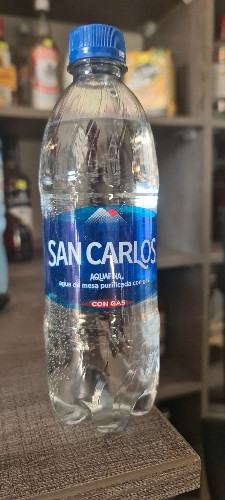 SAN CARLOS
AQUAFINA
agua de mesa purificada con gas
CON GAS